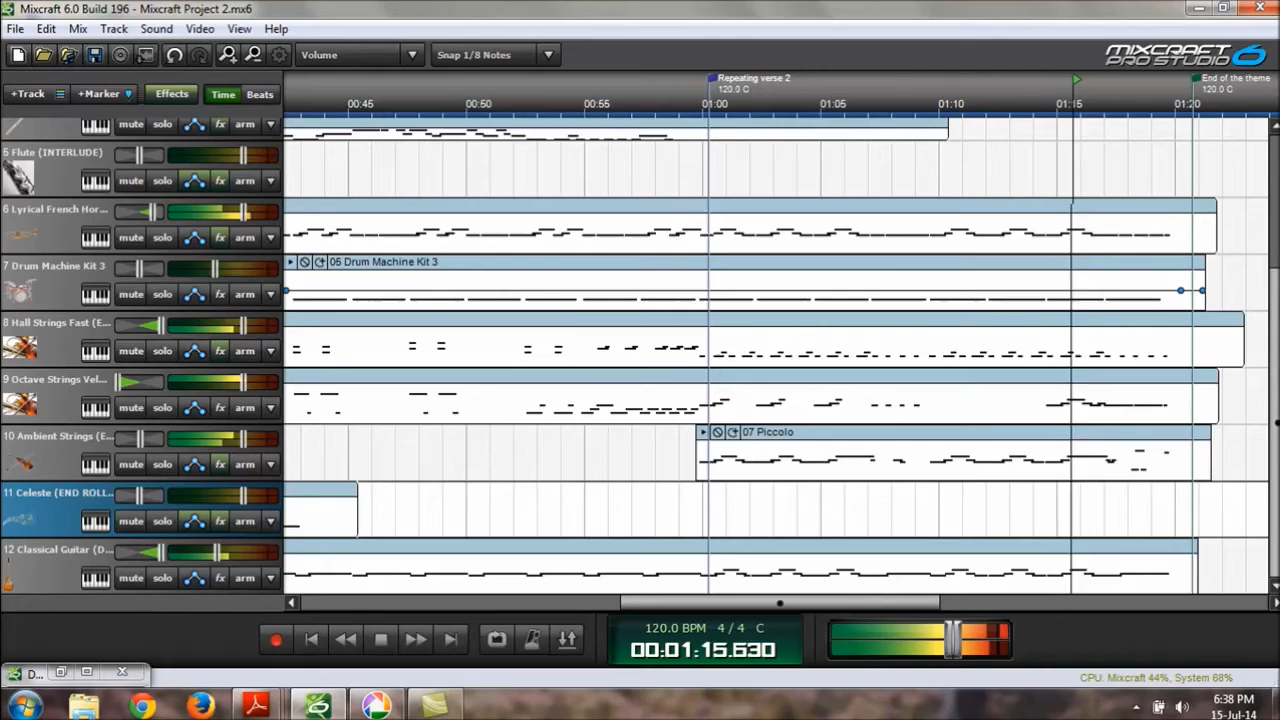 Mixcraft 6.0 Build 196 - Mixcraft Project 2.mx6
File Edit Mix Track Sound Video View Help
Volume Snap 1/8 Notes MIXCRAFT PRO STUDIO 6
+Track +Marker Effects Time Beats
Repeating verse 2
120.0 C
End of the theme
120.0 C
00:45 00:50 00:55 01:00 01:05 01:10 01:15 01:20
mute solo fx arm
5 Flute (INTERLUDE)
mute solo fx arm
6 Lyrical French Hor...
mute solo fx arm
7 Drum Machine Kit 3
05 Drum Machine Kit 3
mute solo fx arm
8 Hall Strings Fast (E...
mute solo fx arm
9 Octave Strings Vel...
mute solo fx arm
10 Ambient Strings (E...
07 Piccolo
mute solo fx arm
11 Celeste (END ROLL...
mute solo fx arm
12 Classical Guitar (D...
mute solo fx arm
120.0 BPM 4 / 4 C
00:01:15.630
D...
CPU: Mixcraft 44%, System 68%
6:38 PM
15-Jul-14